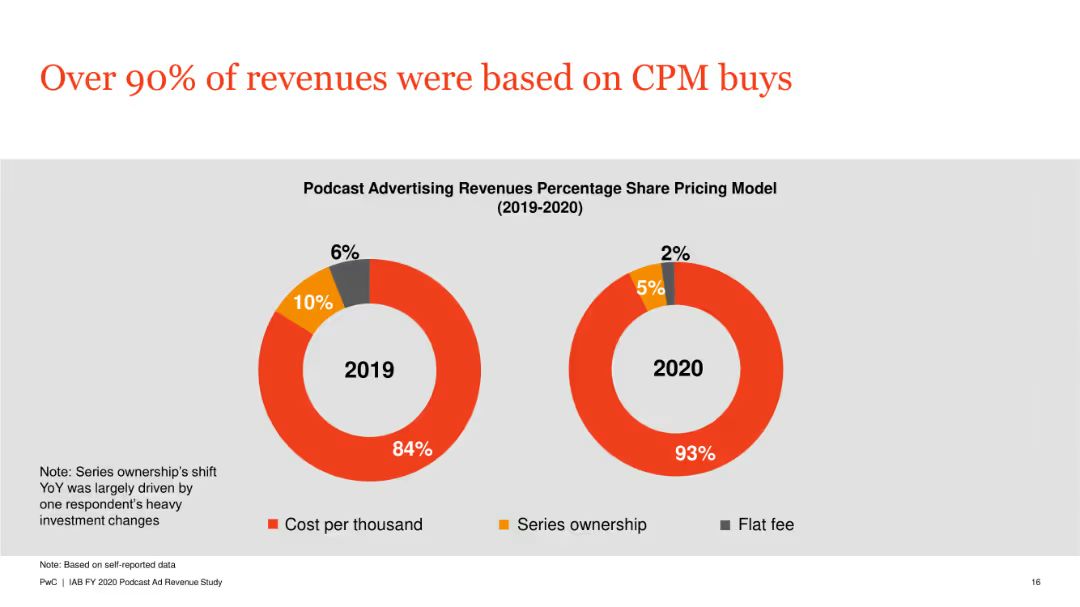 Over 90% of revenues were based on CPM buys
Podcast Advertising Revenues Percentage Share Pricing Model
(2019-2020)
6%
10%
2019
84%
2%
5%
2020
93%
Note: Series ownership's shift
YoY was largely driven by
one respondent's heavy
investment changes
Cost per thousand
Series ownership
Flat fee
Note: Based on self-reported data
PwC | IAB FY 2020 Podcast Ad Revenue Study
16